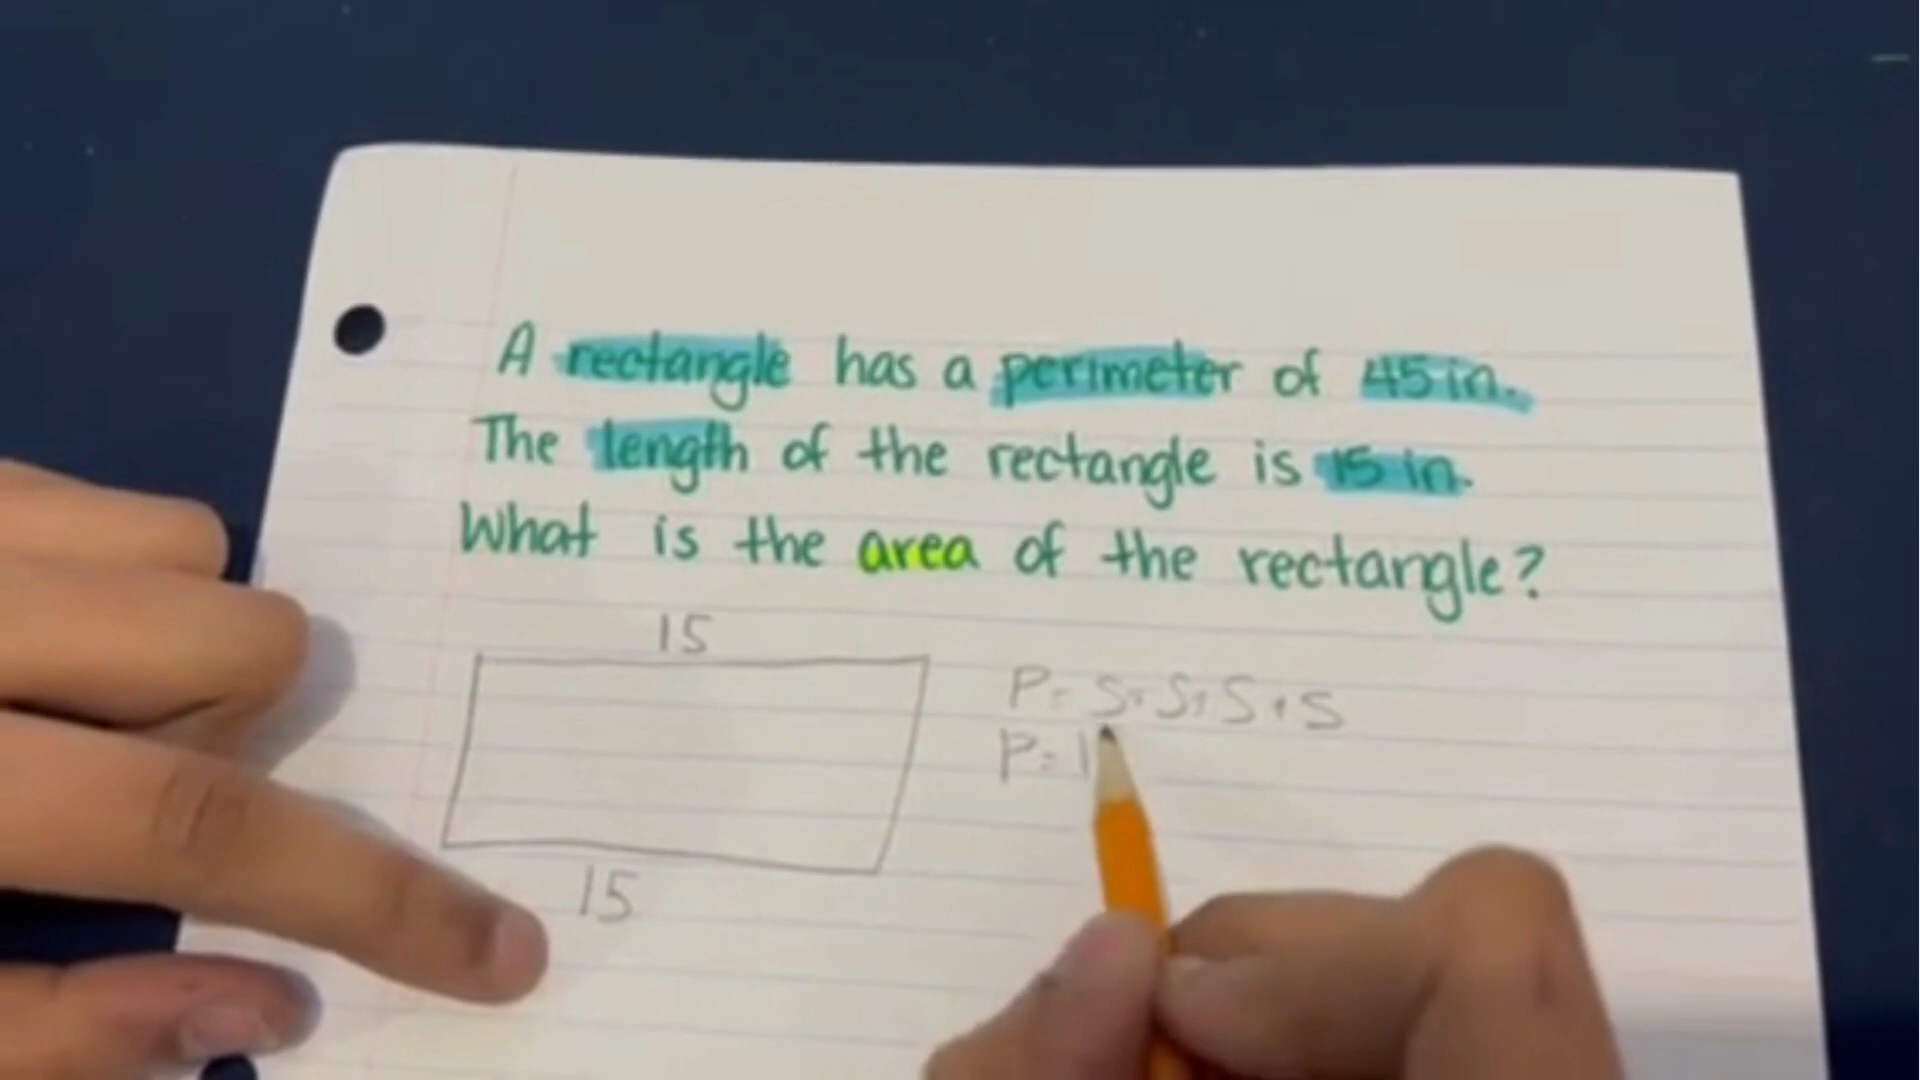 A rectangle has a perimeter of 45 in.
The length of the rectangle is 15 in.
What is the area of the rectangle?
15
P = S + S + S + S
P = 1
15